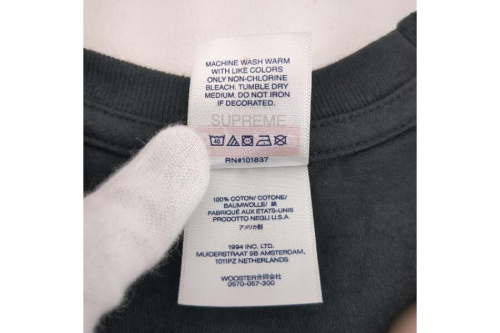 MACHINE WASH WARM
WITH LIKE COLORS
ONLY NON-CHLORINE
BLEACH. TUMBLE DRY
MEDIUM. DO NOT IRON
IF DECORATED.
SUPREME
40
RN#101837
100% COTTON/ COTONE/
BAUMWOLLE/ 綿
FABRIQUÉ AUX ÉTATS-UNIS
PRODOTTO NEGLI U.S.A
アメリカ製
1994 INC. LTD.
MUIDERSTRAAT 9B AMSTERDAM,
1011PZ NETHERLANDS
WOOSTER合同会社
0570-057-300